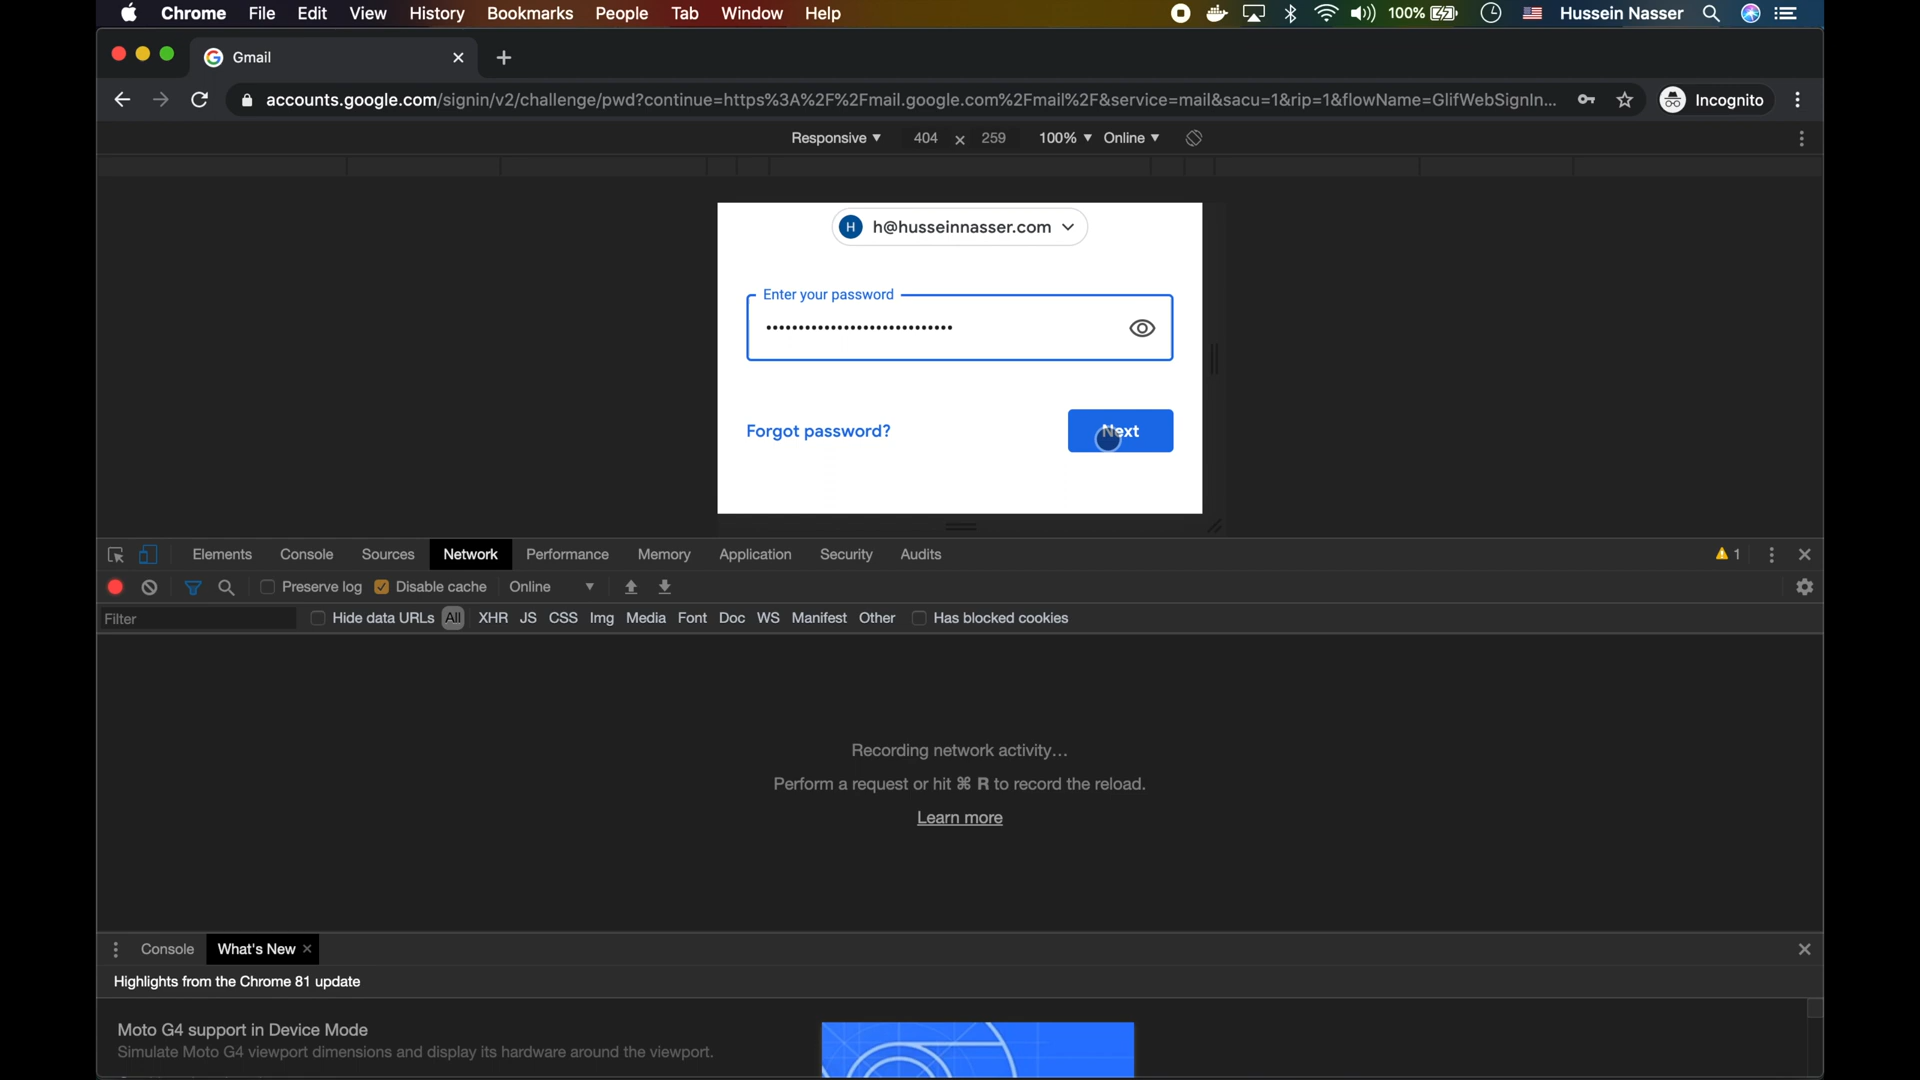 Chrome File Edit View History Bookmarks People Tab Window Help 100% Hussein Nasser
Gmail
accounts.google.com/signin/v2/challenge/pwd?continue=https%3A%2F%2Fmail.google.com%2Fmail%2F&service=mail&sacu=1&rip=1&flowName=GlifWebSignIn... Incognito
Responsive 404 × 259 100% Online
H h@husseinnasser.com
Enter your password
•••••••••••••••••••••••••••••
Forgot password? Next
Elements Console Sources Network Performance Memory Application Security Audits 1
Preserve log Disable cache Online
Filter Hide data URLs All XHR JS CSS Img Media Font Doc WS Manifest Other Has blocked cookies
Recording network activity…
Perform a request or hit ⌘ R to record the reload.
Learn more
Console What's New
Highlights from the Chrome 81 update
Moto G4 support in Device Mode
Simulate Moto G4 viewport dimensions and display its hardware around the viewport.